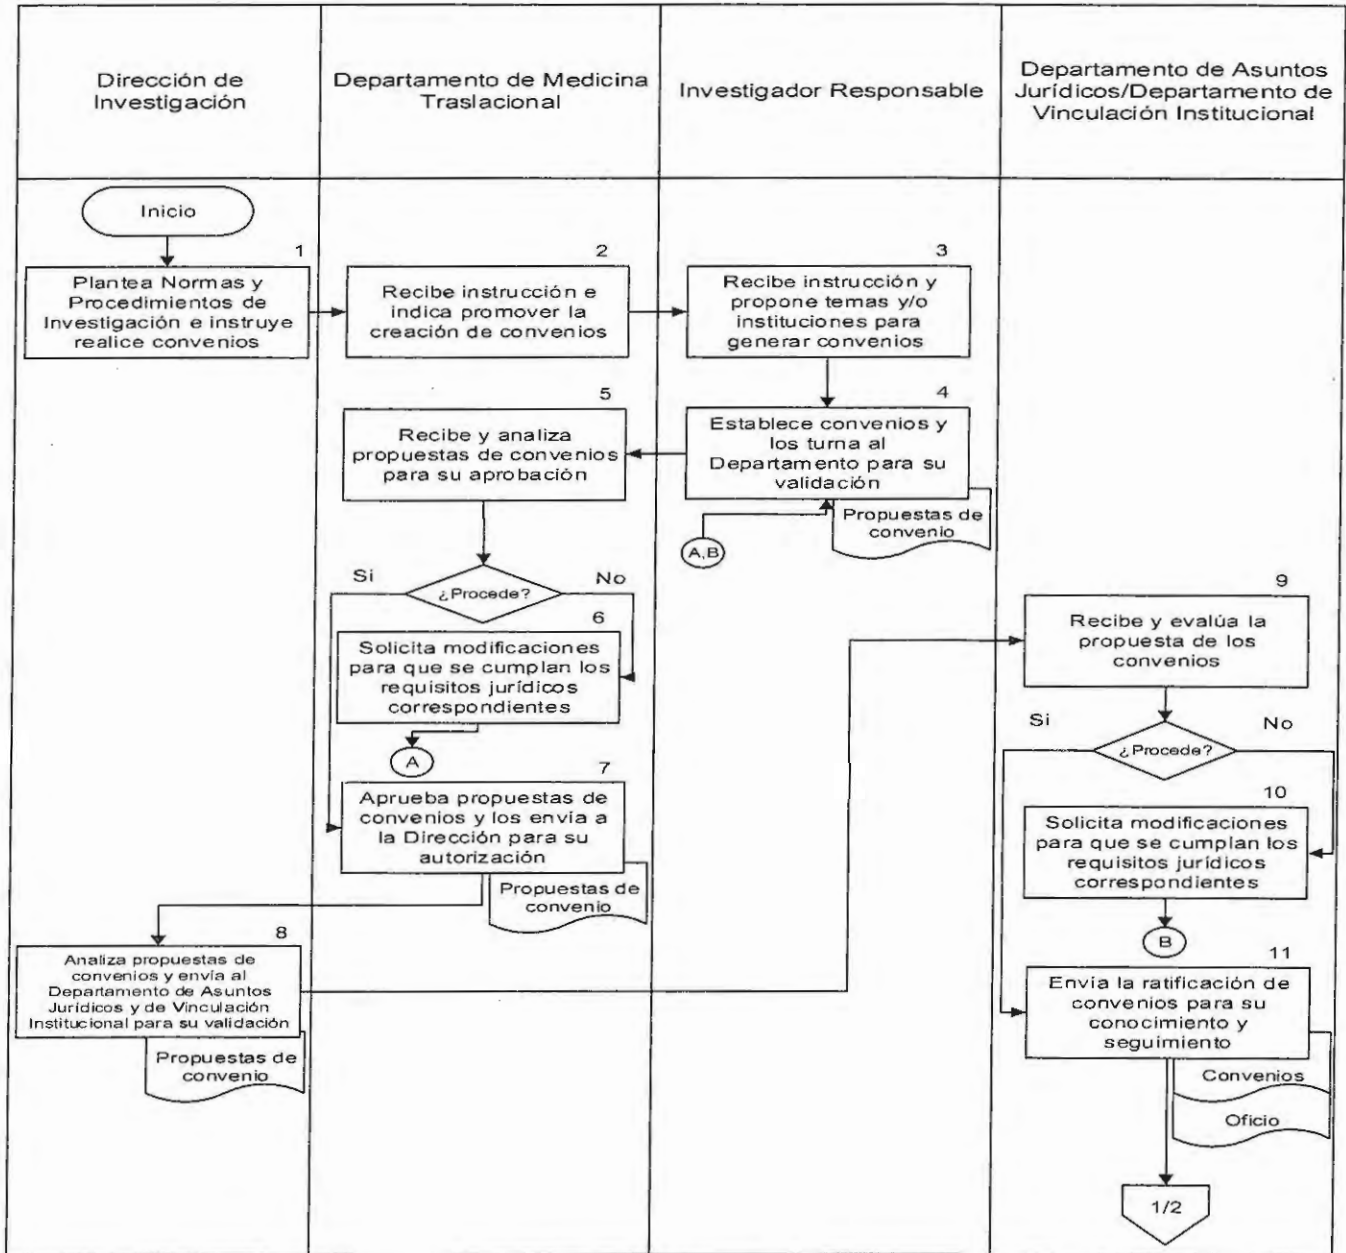 Dirección de
Investigación
Departamento de Medicina
Traslacional
Investigador Responsable
Departamento de Asuntos
Jurídicos/Departamento de
Vinculación Institucional
Inicio
1
Plantea Normas y
Procedimientos de
Investigación e instruye
realice convenios
2
Recibe instrucción e
indica promover la
creación de convenios
3
Recibe instrucción y
propone temas y/o
instituciones para
generar convenios
4
Establece convenios y
los turna al
Departamento para su
validación
Propuestas de
convenio
A,B
5
Recibe y analiza
propuestas de convenios
para su aprobación
Si
¿Procede?
No
6
Solicita modificaciones
para que se cumplan los
requisitos jurídicos
correspondientes
A
7
Aprueba propuestas de
convenios y los envía a
la Dirección para su
autorización
Propuestas de
convenio
8
Analiza propuestas de
convenios y envía al
Departamento de Asuntos
Jurídicos y de Vinculación
Institucional para su validación
Propuestas de
convenio
9
Recibe y evalúa la
propuesta de los
convenios
Si
¿Procede?
No
10
Solicita modificaciones
para que se cumplan los
requisitos jurídicos
correspondientes
B
11
Envía la ratificación de
convenios para su
conocimiento y
seguimiento
Convenios
Oficio
1/2